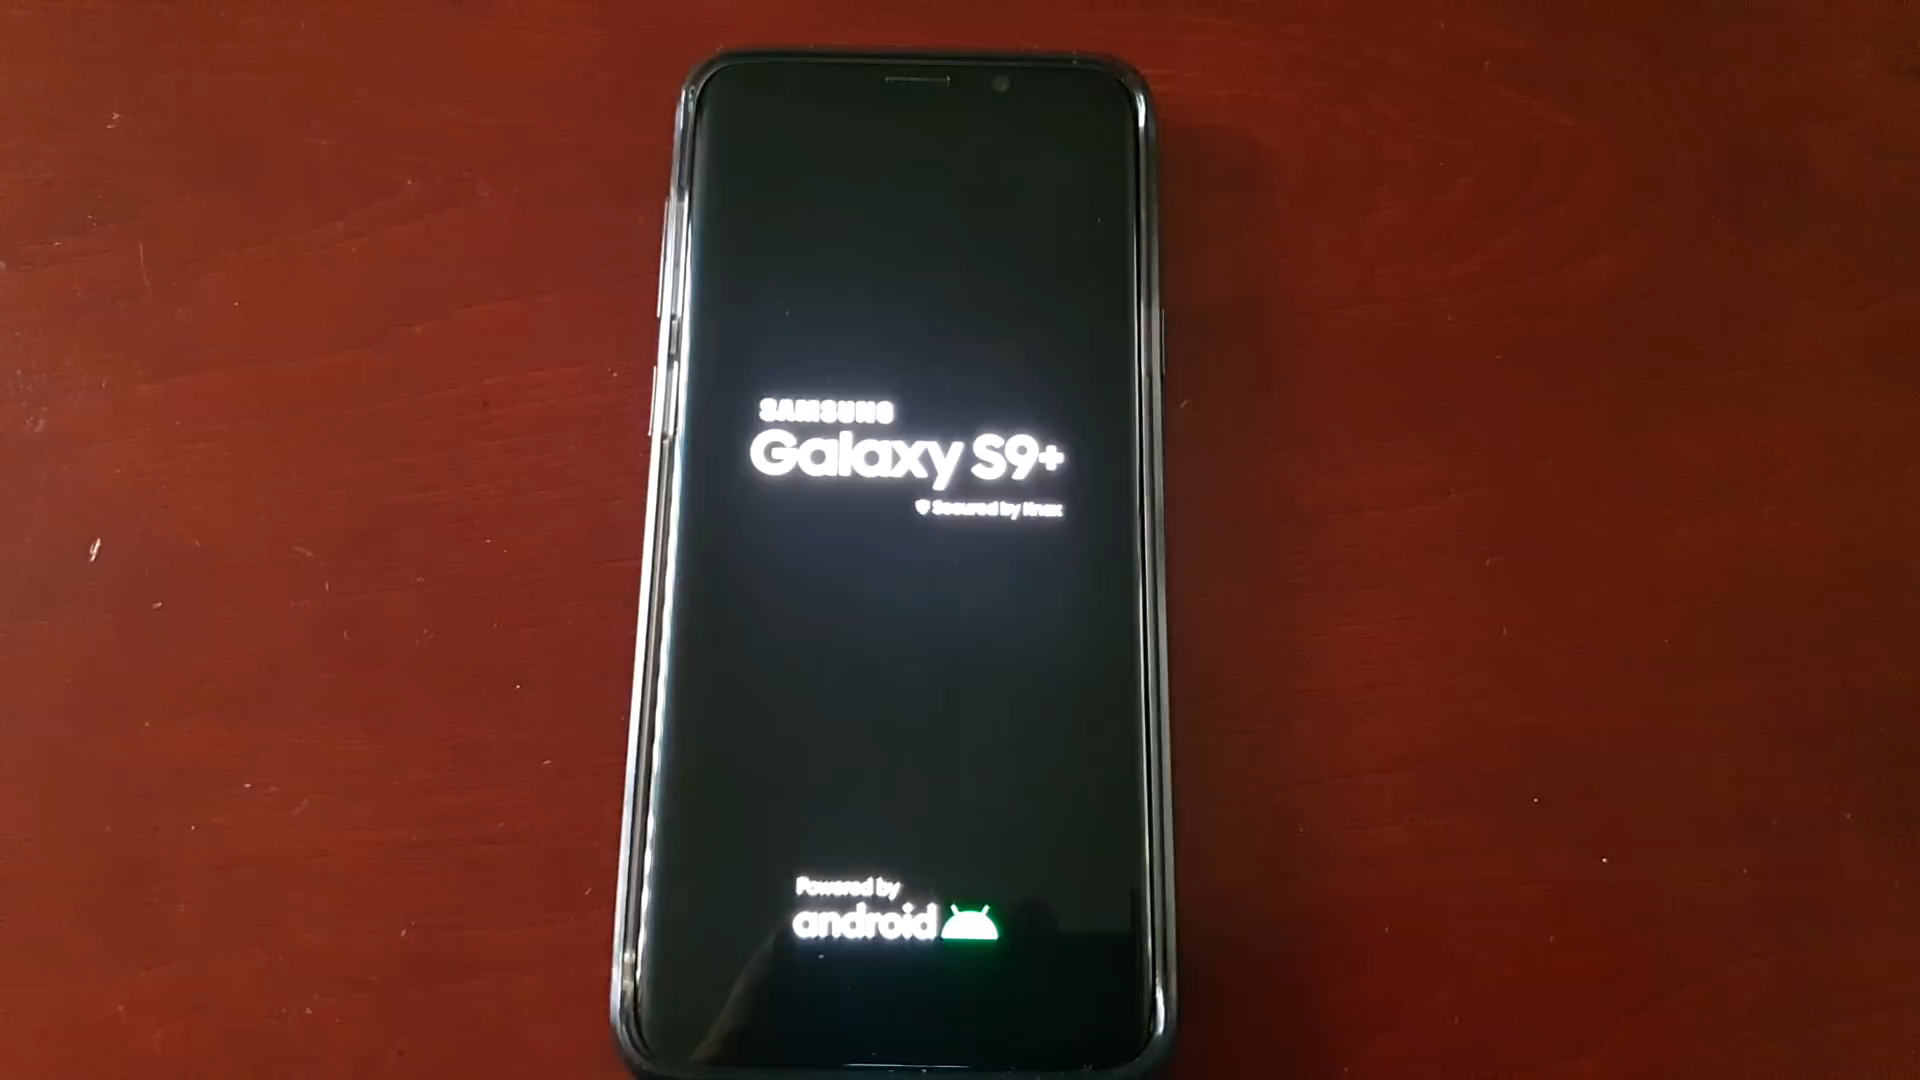 SAMSUNG
Galaxy S9+
Secured by Knox
Powered by
android